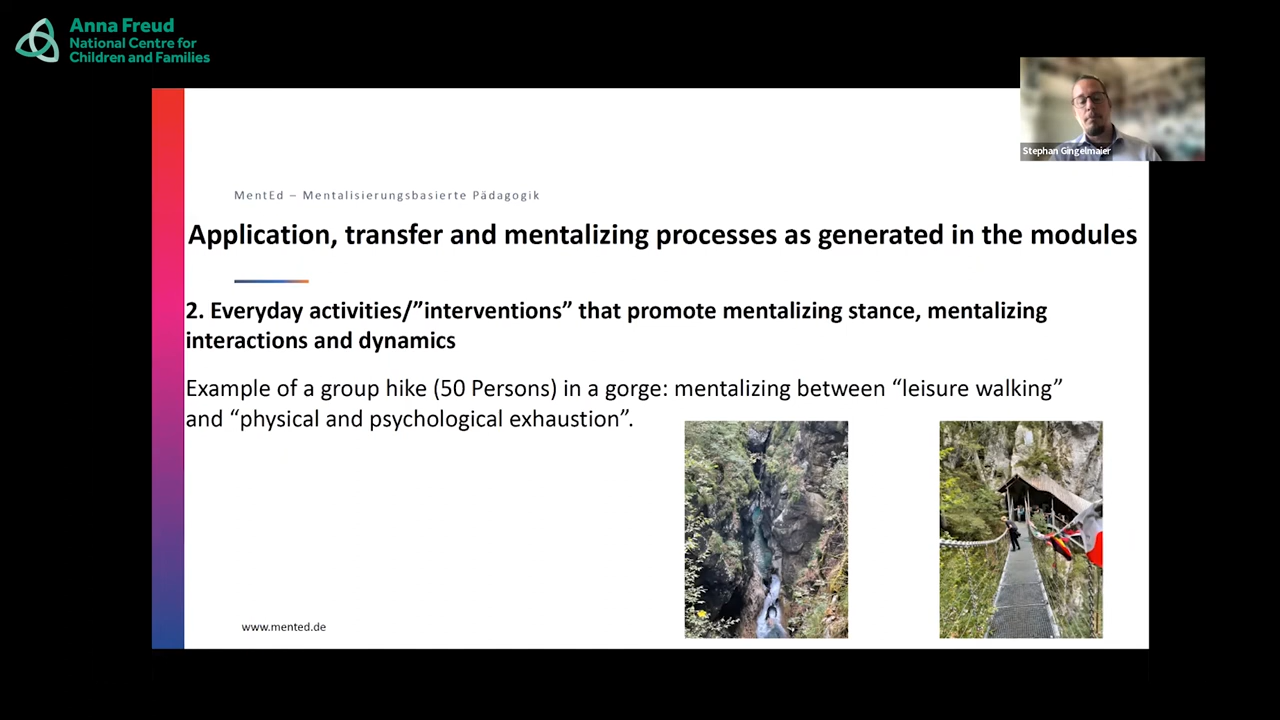 Anna Freud
National Centre for
Children and Families
Stephan Gingelmaier
MentEd – Mentalisierungsbasierte Pädagogik
Application, transfer and mentalizing processes as generated in the modules
2. Everyday activities/”interventions” that promote mentalizing stance, mentalizing
interactions and dynamics
Example of a group hike (50 Persons) in a gorge: mentalizing between “leisure walking”
and “physical and psychological exhaustion”.
www.mented.de